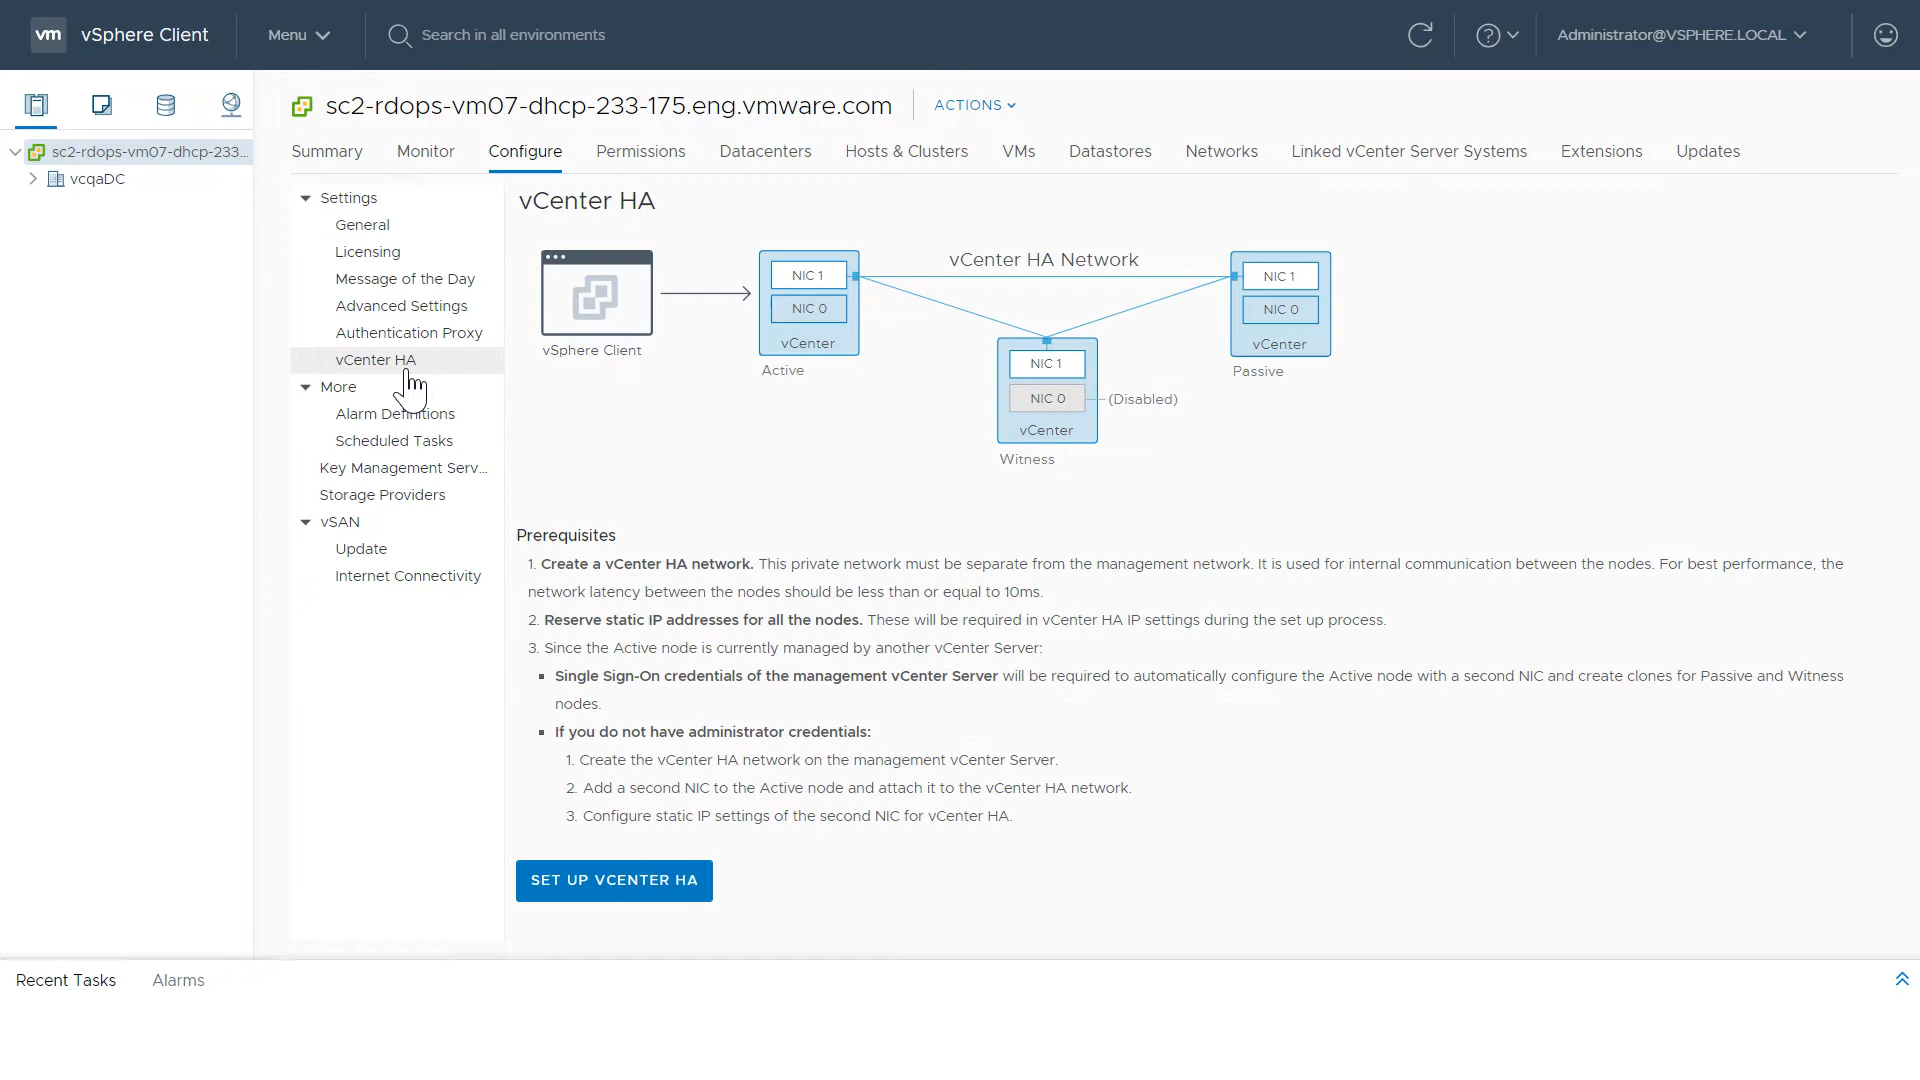 vm vSphere Client Menu Search in all environments Administrator@VSPHERE.LOCAL
sc2-rdops-vm07-dhcp-233-175.eng.vmware.com ACTIONS
sc2-rdops-vm07-dhcp-233...
vcqaDC
Summary Monitor Configure Permissions Datacenters Hosts & Clusters VMs Datastores Networks Linked vCenter Server Systems Extensions Updates
Settings
General
Licensing
Message of the Day
Advanced Settings
Authentication Proxy
vCenter HA
More
Alarm Definitions
Scheduled Tasks
Key Management Serv...
Storage Providers
vSAN
Update
Internet Connectivity
vCenter HA
vSphere Client
NIC 1
NIC 0
vCenter
Active
vCenter HA Network
NIC 1
NIC 0
(Disabled)
vCenter
Witness
NIC 1
NIC 0
vCenter
Passive
Prerequisites
1. Create a vCenter HA network. This private network must be separate from the management network. It is used for internal communication between the nodes. For best performance, the
network latency between the nodes should be less than or equal to 10ms.
2. Reserve static IP addresses for all the nodes. These will be required in vCenter HA IP settings during the set up process.
3. Since the Active node is currently managed by another vCenter Server:
▪ Single Sign-On credentials of the management vCenter Server will be required to automatically configure the Active node with a second NIC and create clones for Passive and Witness
nodes.
▪ If you do not have administrator credentials:
1. Create the vCenter HA network on the management vCenter Server.
2. Add a second NIC to the Active node and attach it to the vCenter HA network.
3. Configure static IP settings of the second NIC for vCenter HA.
SET UP VCENTER HA
Recent Tasks Alarms